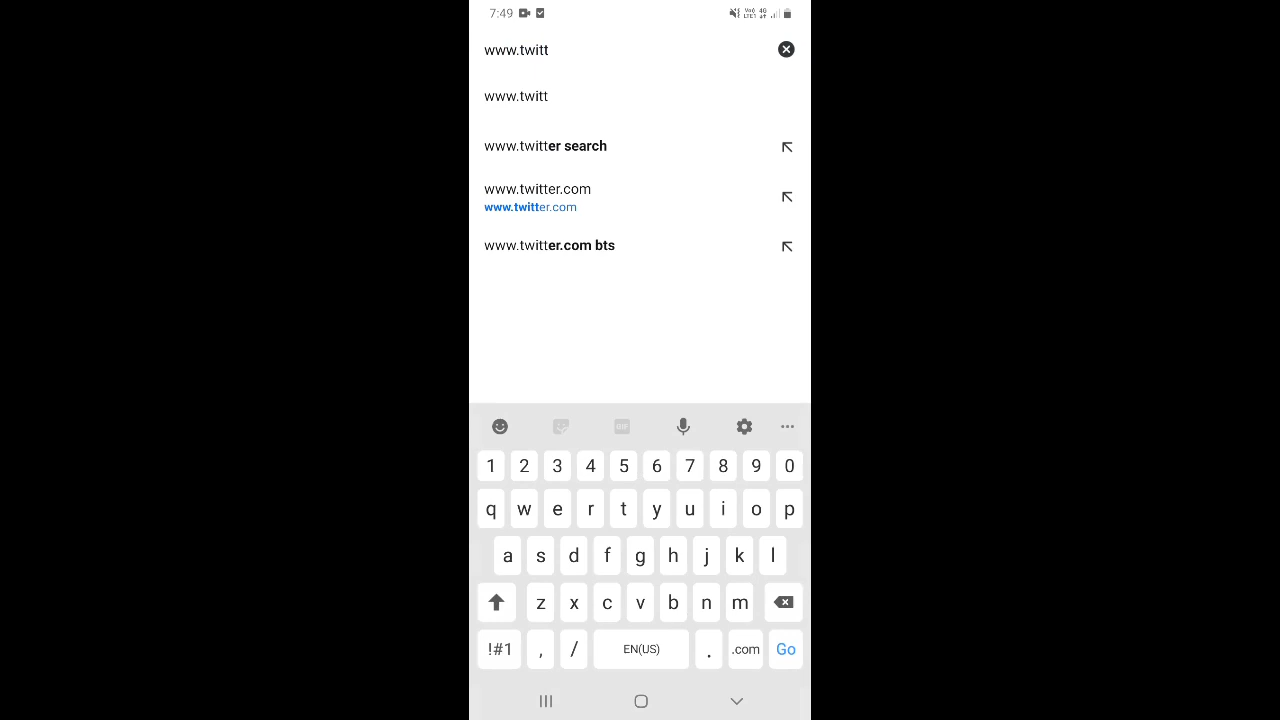 7:49
www.twitt
www.twitt
www.twitter search
www.twitter.com
www.twitter.com
www.twitter.com bts
GIF
1 2 3 4 5 6 7 8 9 0
q w e r t y u i o p
a s d f g h j k l
z x c v b n m
!#1 , / EN(US) . .com Go